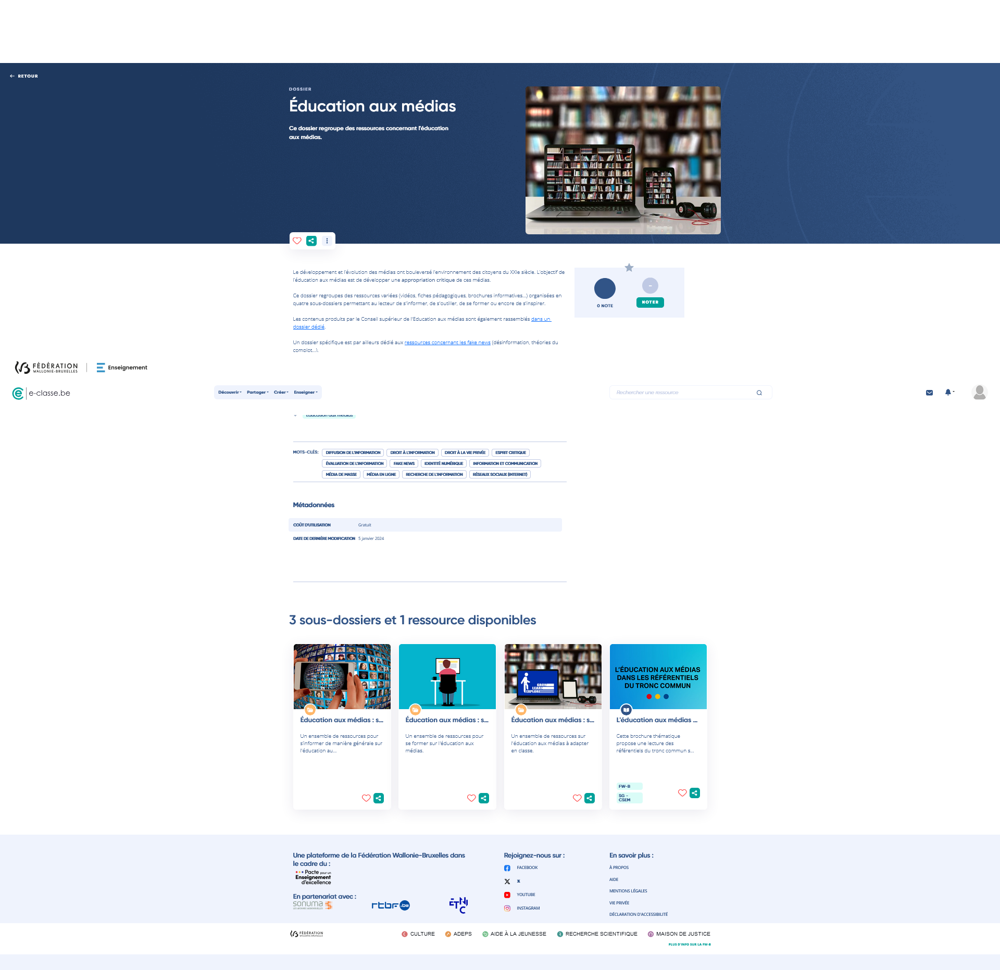 RETOUR
DOSSIER
Éducation aux médias
Ce dossier regroupe des ressources concernant l'éducation
aux médias.
Le développement et l'évolution des médias ont bouleversé l'environnement des citoyens du XXIe siècle. L'objectif de
l'éducation aux médias est de développer une appropriation critique de ces médias.
Ce dossier regroupes des ressources variées (vidéos, fiches pédagogiques, brochures informatives...) organisées en
quatre sous-dossiers permettant au lecteur de s'informer, de s'outiller, de se former ou encore de s'inspirer.
Les contenus produits par le Conseil supérieur de l'Education aux médias sont également rassemblés dans un
dossier dédié.
Un dossier spécifique est par ailleurs dédié aux ressources concernant les fake news (désinformation, théories du
complot...).
-
0 NOTE
NOTER
FÉDÉRATION
WALLONIE-BRUXELLES
Enseignement
e-classe.be
Découvrir
Partager
Créer
Enseigner
Rechercher une ressource
Éducation aux médias
MOTS-CLÉS:
DIFFUSION DE L'INFORMATION
DROIT À L'INFORMATION
DROIT À LA VIE PRIVÉE
ESPRIT CRITIQUE
ÉVALUATION DE L'INFORMATION
FAKE NEWS
IDENTITÉ NUMÉRIQUE
INFORMATION ET COMMUNICATION
MÉDIA DE MASSE
MÉDIA EN LIGNE
RECHERCHE DE L'INFORMATION
RÉSEAUX SOCIAUX (INTERNET)
Métadonnées
COÛT D'UTILISATION
Gratuit
DATE DE DERNIÈRE MODIFICATION
5 janvier 2024
3 sous-dossiers et 1 ressource disponibles
Éducation aux médias : s...
Un ensemble de ressources pour
s'informer de manière générale sur
l'éducation au...
Éducation aux médias : s...
Un ensemble de ressources pour
se former sur l'éducation aux
médias.
GROW
LEARN
EXPLORE
Éducation aux médias : s...
Un ensemble de ressources sur
l'éducation aux médias à adapter
en classe.
L'ÉDUCATION AUX MÉDIAS
DANS LES RÉFÉRENTIELS
DU TRONC COMMUN
L'éducation aux médias ...
Cette brochure thématique
propose une lecture des
référentiels du tronc commun s...
FW-B
SG -
CSEM
Une plateforme de la Fédération Wallonie-Bruxelles dans
le cadre du :
Pacte pour un
Enseignement
d'excellence
En partenariat avec :
sonuma
LES ARCHIVES AUDIOVISUELLES
rtbf.be
ETNIC
Rejoignez-nous sur :
FACEBOOK
X
YOUTUBE
INSTAGRAM
En savoir plus :
À PROPOS
AIDE
MENTIONS LÉGALES
VIE PRIVÉE
DÉCLARATION D'ACCESSIBILITÉ
FÉDÉRATION
WALLONIE-BRUXELLES
CULTURE
ADEPS
AIDE À LA JEUNESSE
RECHERCHE SCIENTIFIQUE
MAISON DE JUSTICE
PLUS D'INFO SUR LA FW-B